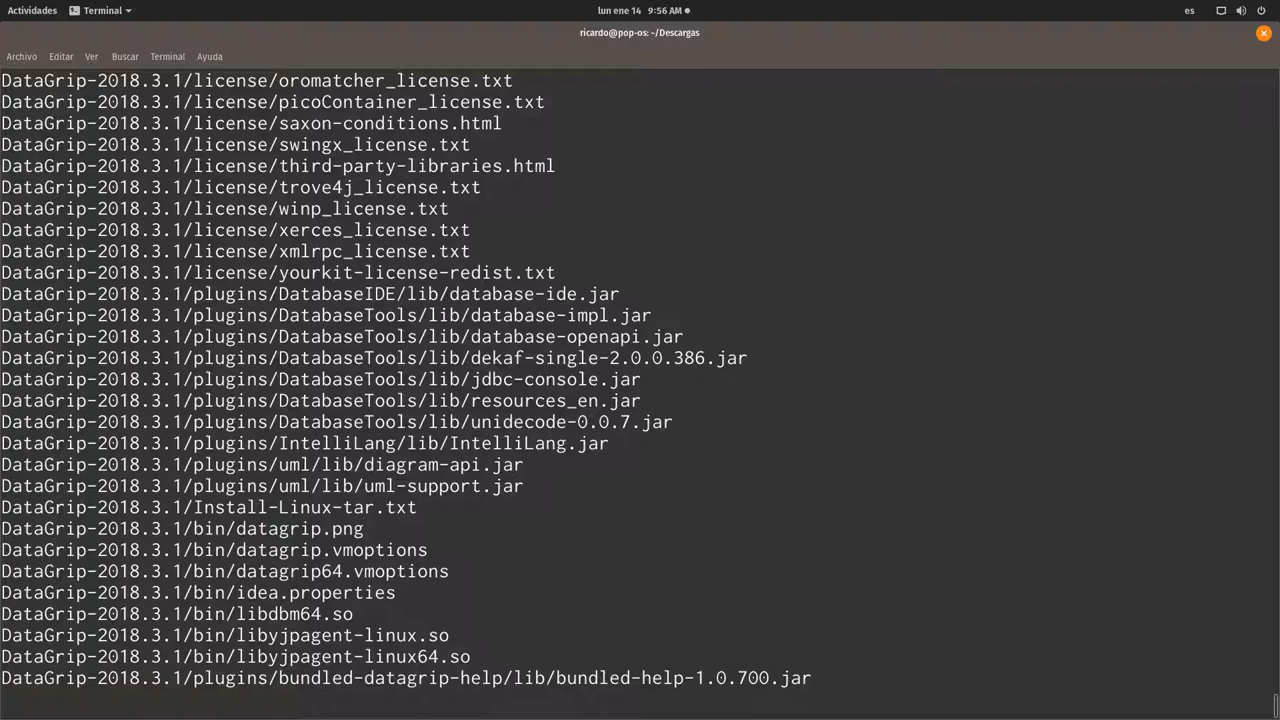 Actividades
Terminal
lun ene 14 9:56 AM
es
ricardo@pop-os: ~/Descargas
Archivo Editar Ver Buscar Terminal Ayuda
DataGrip-2018.3.1/license/oromatcher_license.txt
DataGrip-2018.3.1/license/picoContainer_license.txt
DataGrip-2018.3.1/license/saxon-conditions.html
DataGrip-2018.3.1/license/swingx_license.txt
DataGrip-2018.3.1/license/third-party-libraries.html
DataGrip-2018.3.1/license/trove4j_license.txt
DataGrip-2018.3.1/license/winp_license.txt
DataGrip-2018.3.1/license/xerces_license.txt
DataGrip-2018.3.1/license/xmlrpc_license.txt
DataGrip-2018.3.1/license/yourkit-license-redist.txt
DataGrip-2018.3.1/plugins/DatabaseIDE/lib/database-ide.jar
DataGrip-2018.3.1/plugins/DatabaseTools/lib/database-impl.jar
DataGrip-2018.3.1/plugins/DatabaseTools/lib/database-openapi.jar
DataGrip-2018.3.1/plugins/DatabaseTools/lib/dekaf-single-2.0.0.386.jar
DataGrip-2018.3.1/plugins/DatabaseTools/lib/jdbc-console.jar
DataGrip-2018.3.1/plugins/DatabaseTools/lib/resources_en.jar
DataGrip-2018.3.1/plugins/DatabaseTools/lib/unidecode-0.0.7.jar
DataGrip-2018.3.1/plugins/IntelliLang/lib/IntelliLang.jar
DataGrip-2018.3.1/plugins/uml/lib/diagram-api.jar
DataGrip-2018.3.1/plugins/uml/lib/uml-support.jar
DataGrip-2018.3.1/Install-Linux-tar.txt
DataGrip-2018.3.1/bin/datagrip.png
DataGrip-2018.3.1/bin/datagrip.vmoptions
DataGrip-2018.3.1/bin/datagrip64.vmoptions
DataGrip-2018.3.1/bin/idea.properties
DataGrip-2018.3.1/bin/libdbm64.so
DataGrip-2018.3.1/bin/libyjpagent-linux.so
DataGrip-2018.3.1/bin/libyjpagent-linux64.so
DataGrip-2018.3.1/plugins/bundled-datagrip-help/lib/bundled-help-1.0.700.jar